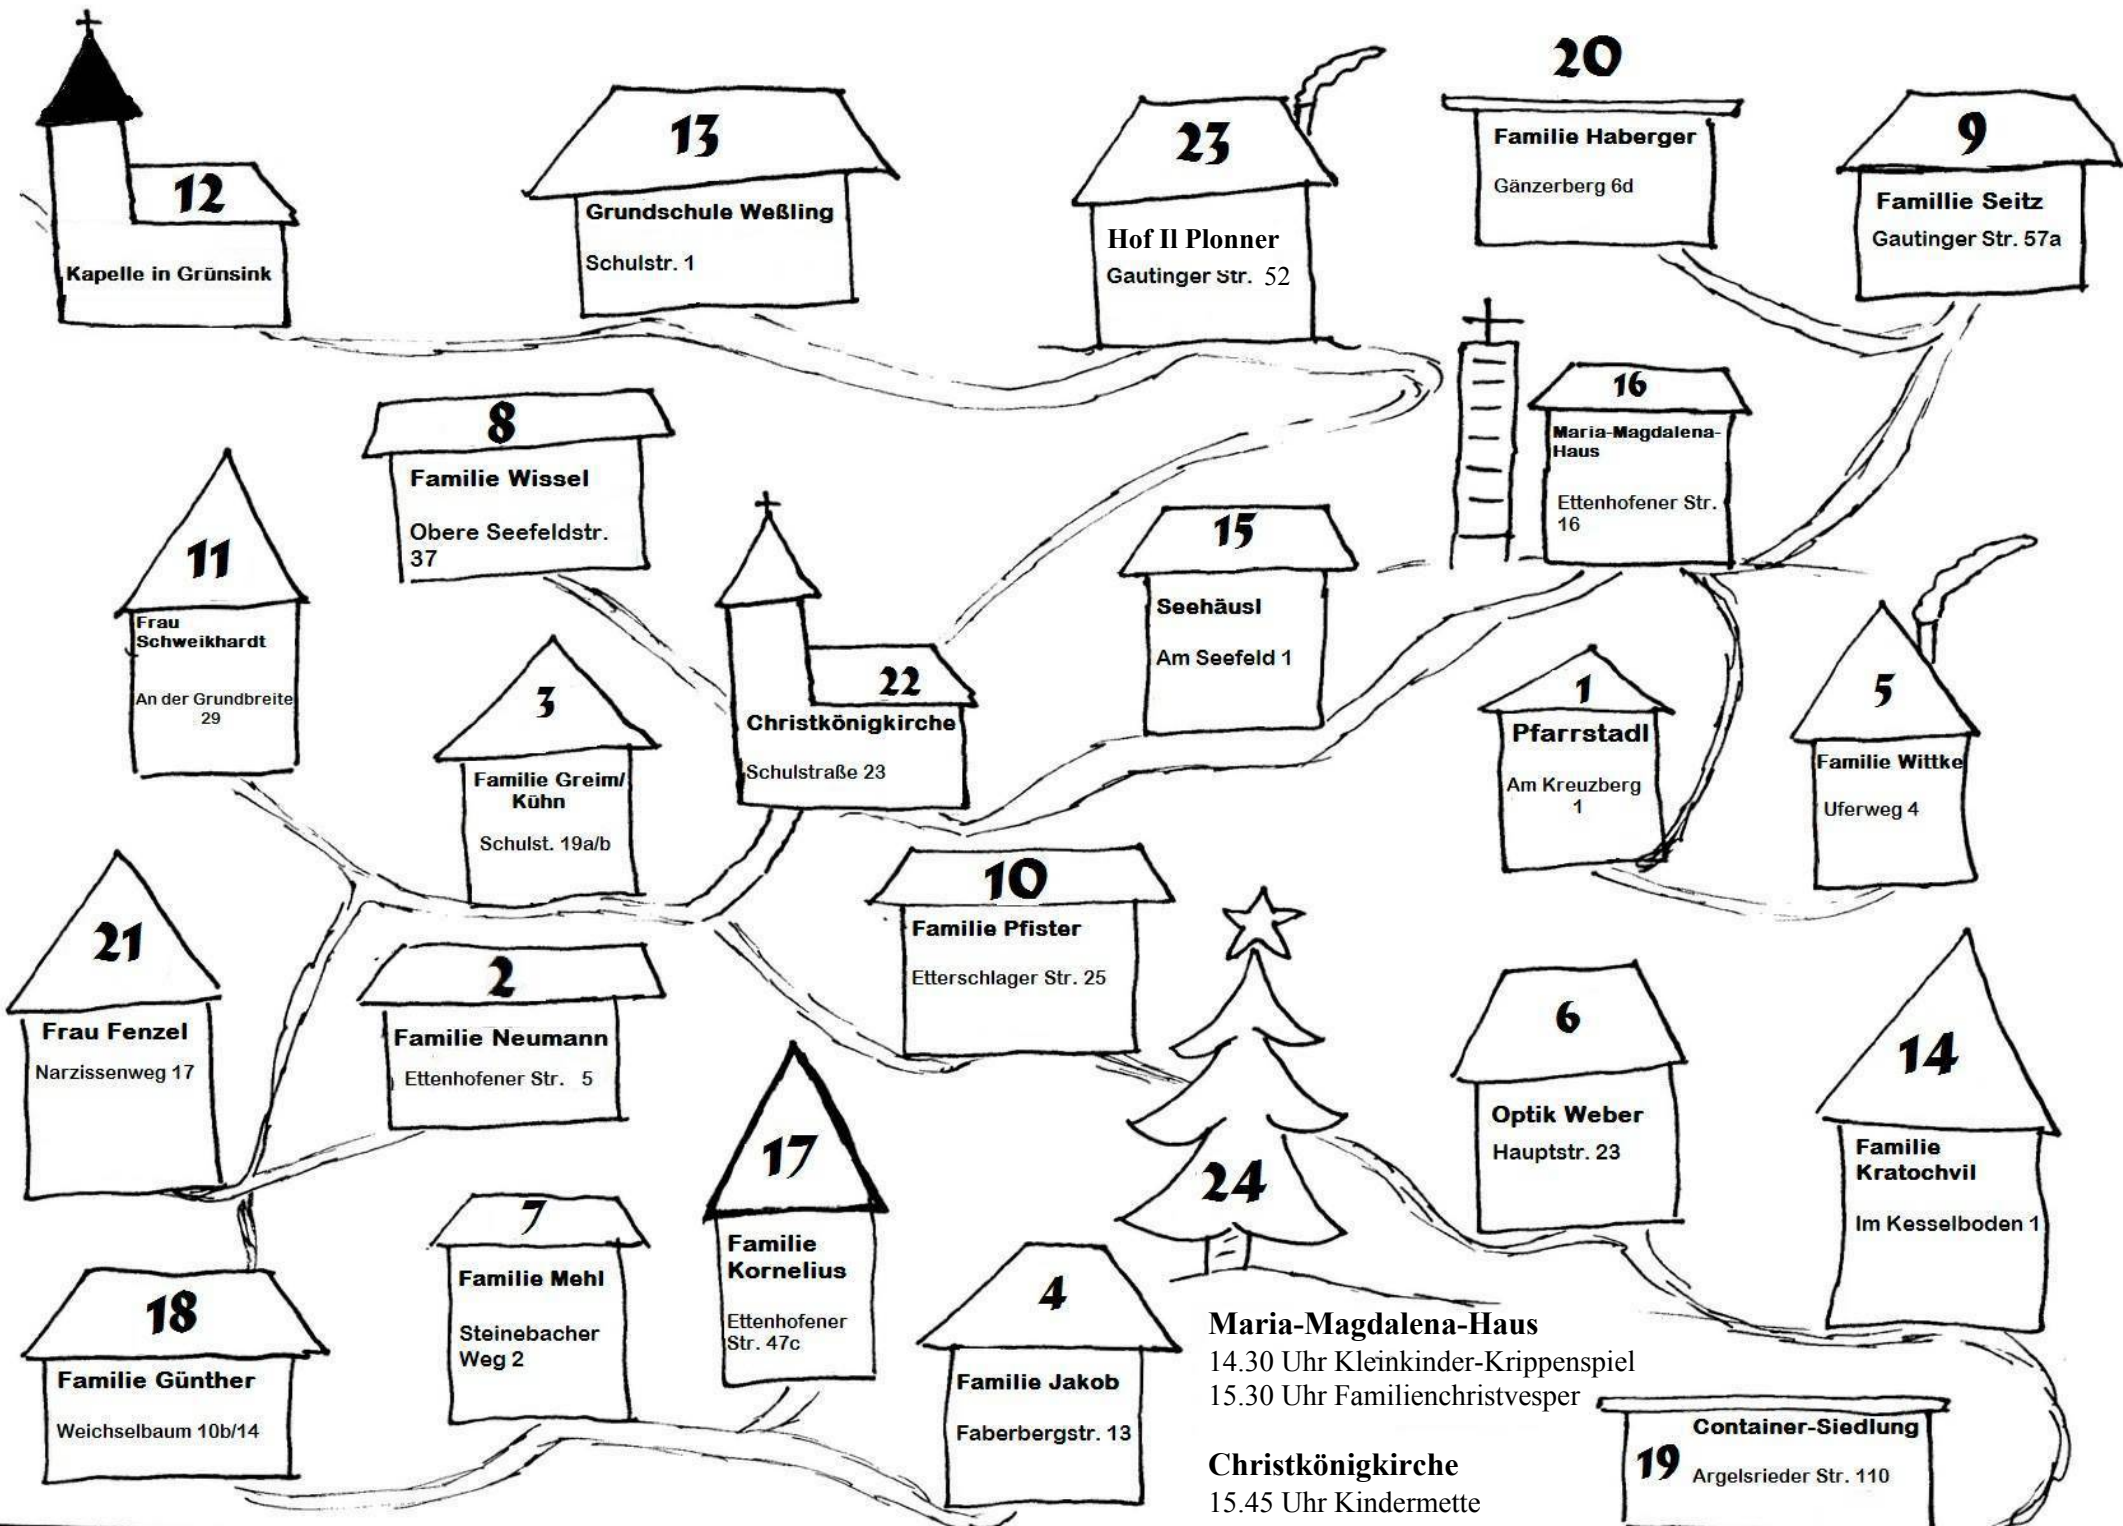 12
Kapelle in Grünsink
13
Grundschule Weßling
Schulstr. 1
23
Hof Il Plonner
Gautinger Str. 52
20
Familie Haberger
Gänzerberg 6d
9
Famillie Seitz
Gautinger Str. 57a
8
Familie Wissel
Obere Seefeldstr.
37
16
Maria-Magdalena-
Haus
Ettenhofener Str.
16
11
Frau
Schweikhardt
An der Grundbreite
29
3
Familie Greim/
Kühn
Schulst. 19a/b
22
Christkönigkirche
Schulstraße 23
15
Seehäusl
Am Seefeld 1
1
Pfarrstadl
Am Kreuzberg
1
5
Familie Wittke
Uferweg 4
21
Frau Fenzel
Narzissenweg 17
2
Familie Neumann
Ettenhofener Str. 5
10
Familie Pfister
Etterschlager Str. 25
6
Optik Weber
Hauptstr. 23
14
Familie
Kratochvil
Im Kesselboden 1
18
Familie Günther
Weichselbaum 10b/14
7
Familie Mehl
Steinebacher
Weg 2
17
Familie
Kornelius
Ettenhofener
Str. 47c
4
Familie Jakob
Faberbergstr. 13
24
Maria-Magdalena-Haus
14.30 Uhr Kleinkinder-Krippenspiel
15.30 Uhr Familienchristvesper
Christkönigkirche
15.45 Uhr Kindermette
19
Container-Siedlung
Argelsrieder Str. 110